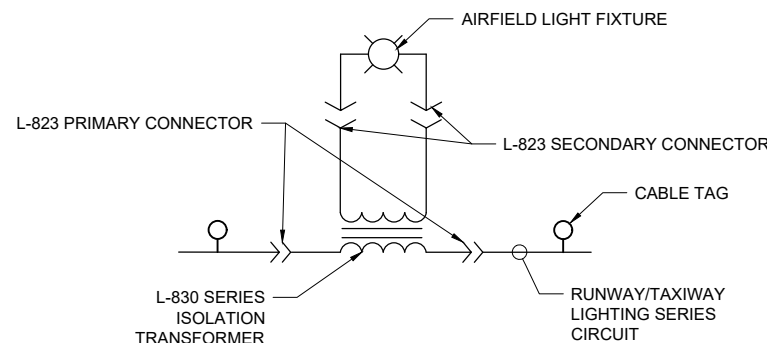 AIRFIELD LIGHT FIXTURE
L-823 PRIMARY CONNECTOR
L-823 SECONDARY CONNECTOR
CABLE TAG
L-830 SERIES
ISOLATION
TRANSFORMER
RUNWAY/TAXIWAY
LIGHTING SERIES
CIRCUIT